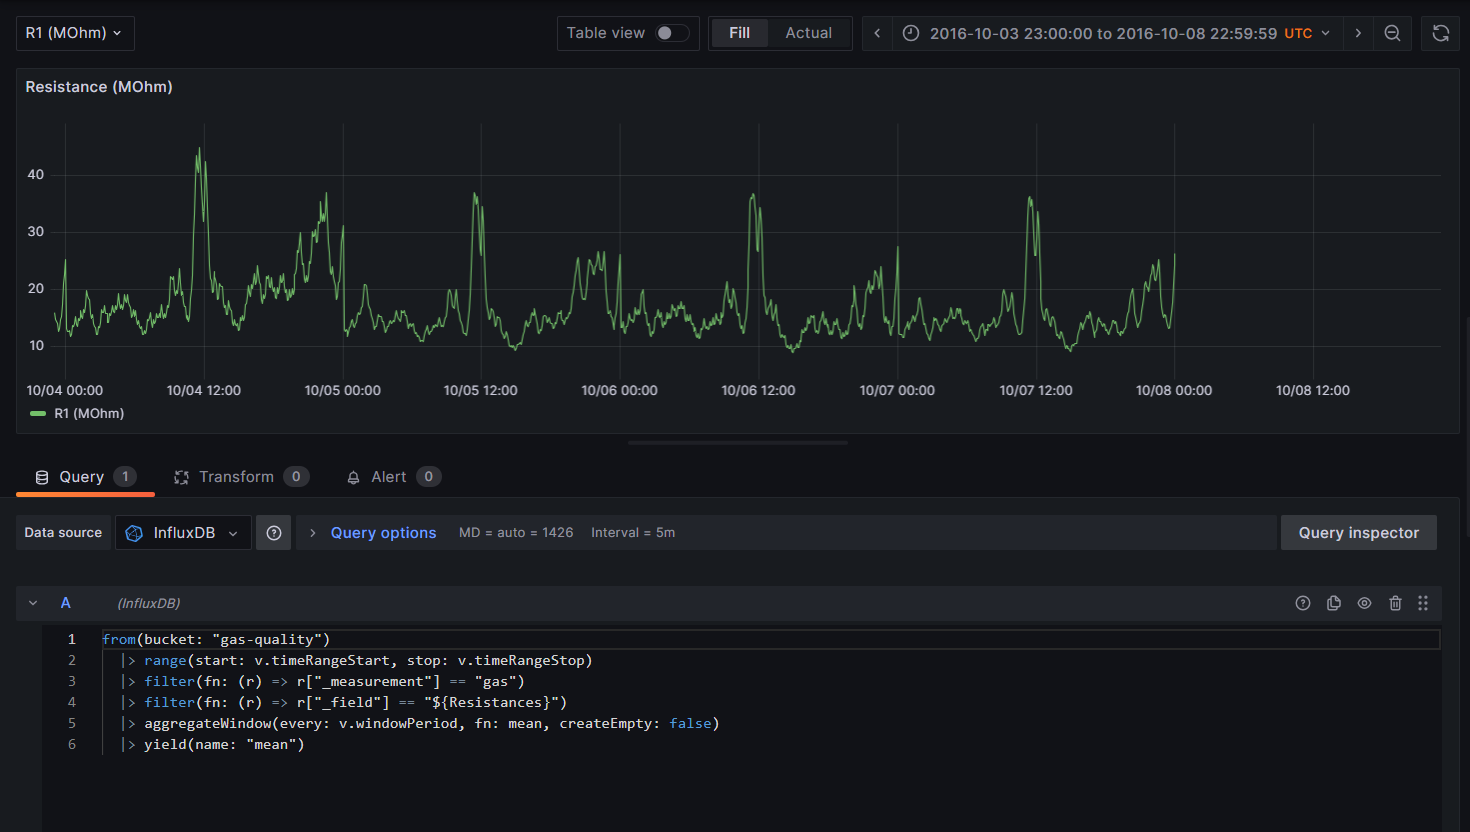 R1 (MOhm)
Table view
Fill Actual
2016-10-03 23:00:00 to 2016-10-08 22:59:59 UTC
Resistance (MOhm)
40
30
20
10
10/04 00:00 10/04 12:00 10/05 00:00 10/05 12:00 10/06 00:00 10/06 12:00 10/07 00:00 10/07 12:00 10/08 00:00 10/08 12:00
R1 (MOhm)
Query 1 Transform 0 Alert 0
Data source InfluxDB Query options MD = auto = 1426 Interval = 5m Query inspector
A (InfluxDB)
1 from(bucket: "gas-quality")
2 |> range(start: v.timeRangeStart, stop: v.timeRangeStop)
3 |> filter(fn: (r) => r["_measurement"] == "gas")
4 |> filter(fn: (r) => r["_field"] == "${Resistances}")
5 |> aggregateWindow(every: v.windowPeriod, fn: mean, createEmpty: false)
6 |> yield(name: "mean")